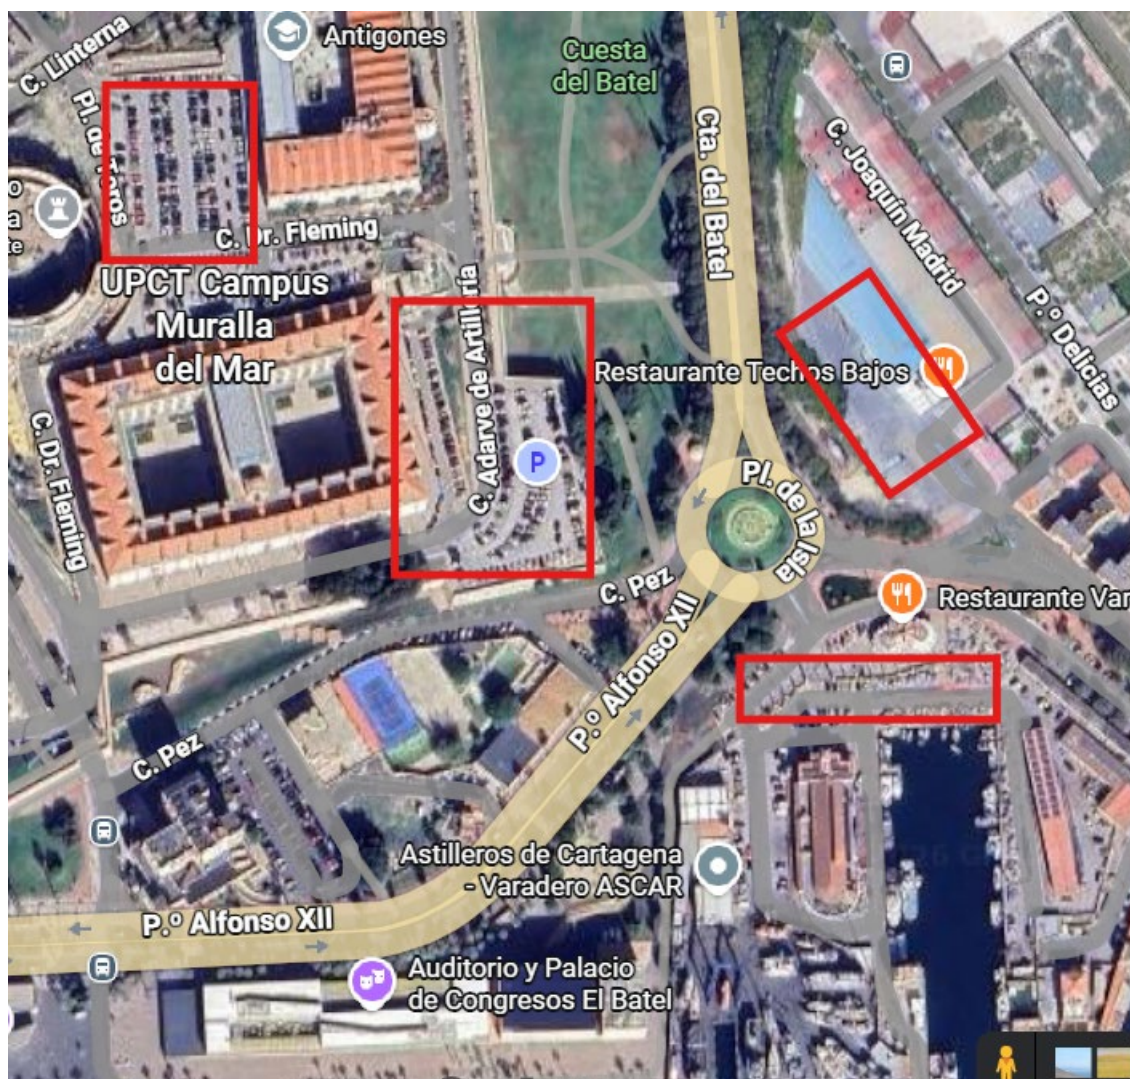 Antigones
C. Linterna
Pl. de Toros
Cuesta
del Batel
Cta. del Batel
C. Joaquín Madrid
P.º Delicias
o
a
te
C. Dr. Fleming
UPCT Campus
Muralla
del Mar
C. Adarve de Artillería
P
Restaurante Techos Bajos
C. Dr. Fleming
Pl. de la Isla
C. Pez
Restaurante Var
P.º Alfonso XII
C. Pez
Astilleros de Cartagena
- Varadero ASCAR
P.º Alfonso XII
Auditorio y Palacio
de Congresos El Batel